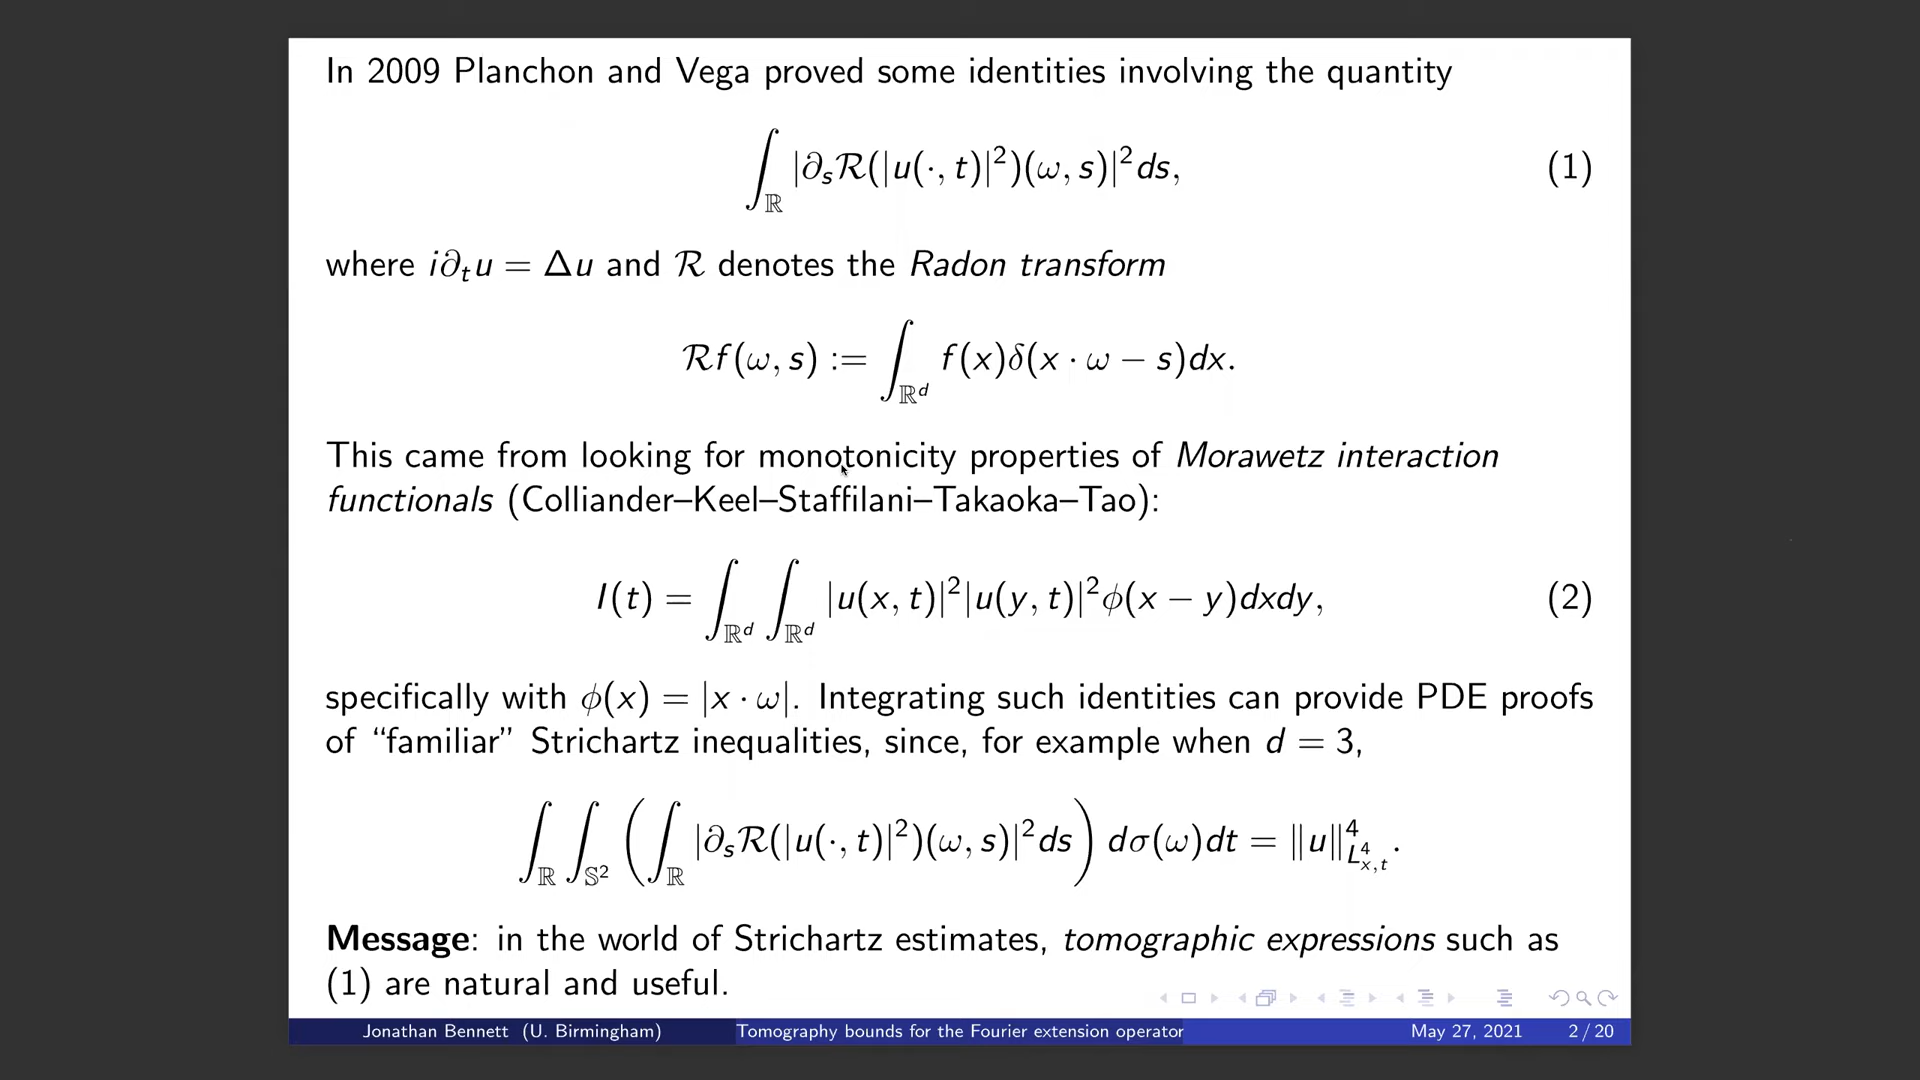 In 2009 Planchon and Vega proved some identities involving the quantity
∫_ℝ |∂_s ℛ(|u(·, t)|²)(ω, s)|² ds, (1)
where i∂_t u = Δu and ℛ denotes the Radon transform
ℛf(ω, s) := ∫_{ℝ^d} f(x)δ(x · ω − s)dx.
This came from looking for monotonicity properties of Morawetz interaction
functionals (Colliander–Keel–Staffilani–Takaoka–Tao):
I(t) = ∫_{ℝ^d} ∫_{ℝ^d} |u(x, t)|²|u(y, t)|²ϕ(x − y)dxdy, (2)
specifically with ϕ(x) = |x · ω|. Integrating such identities can provide PDE proofs
of “familiar” Strichartz inequalities, since, for example when d = 3,
∫_ℝ ∫_{𝕊²} (∫_ℝ |∂_s ℛ(|u(·, t)|²)(ω, s)|² ds) dσ(ω)dt = ‖u‖⁴_{L⁴_{x,t}}.
Message: in the world of Strichartz estimates, tomographic expressions such as
(1) are natural and useful.
Jonathan Bennett (U. Birmingham) Tomography bounds for the Fourier extension operator May 27, 2021 2 / 20